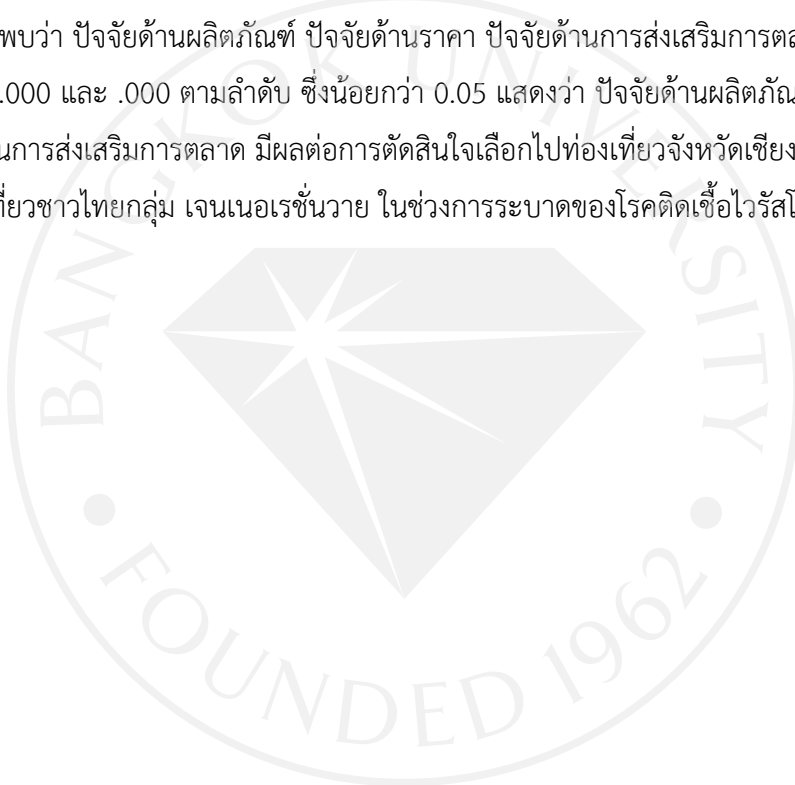 พบว่า ปัจจัยด้านผลิตภัณฑ์ ปัจจัยด้านราคา ปัจจัยด้านการส่งเสริมการตล
.000 และ .000 ตามลำดับ ซึ่งน้อยกว่า 0.05 แสดงว่า ปัจจัยด้านผลิตภัณ
นการส่งเสริมการตลาด มีผลต่อการตัดสินใจเลือกไปท่องเที่ยวจังหวัดเชียง
ที่ยวชาวไทยกลุ่ม เจนเนอเรชั่นวาย ในช่วงการระบาดของโรคติดเชื้อไวรัสโ
BANGKOK UNIVERSITY
FOUNDED 1962